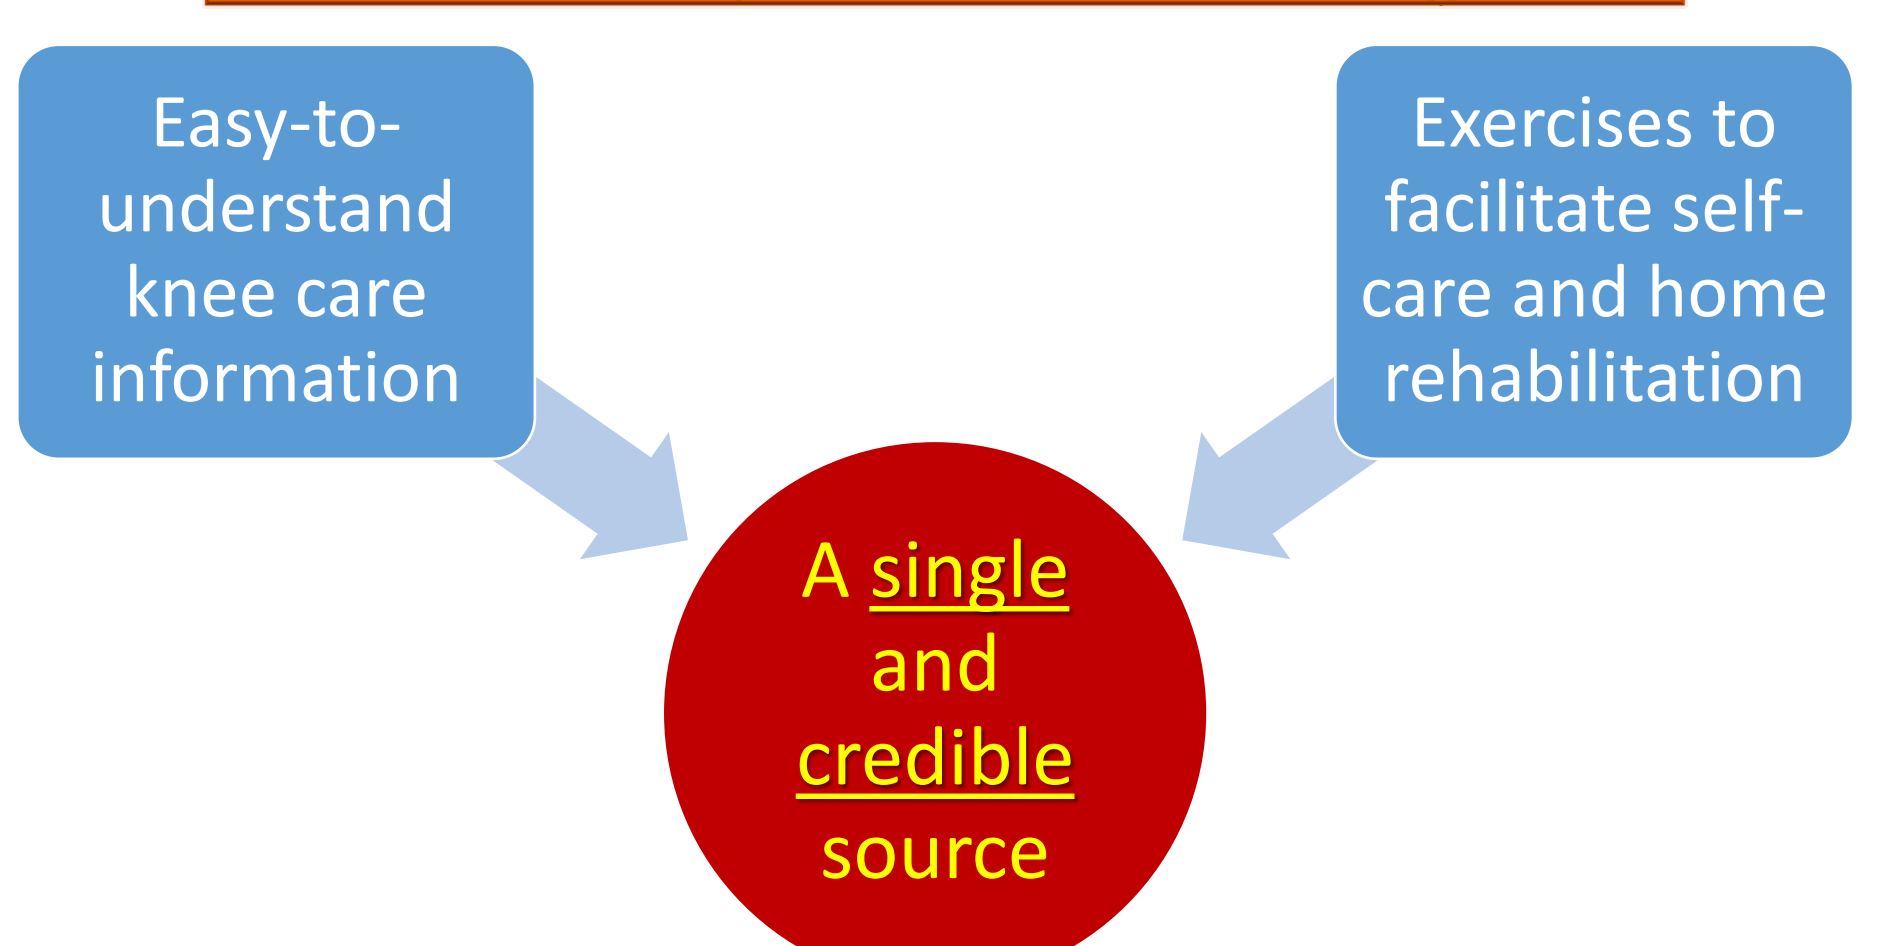 Easy-to-
understand
knee care
information
Exercises to
facilitate self-
care and home
rehabilitation
A single
and
credible
source